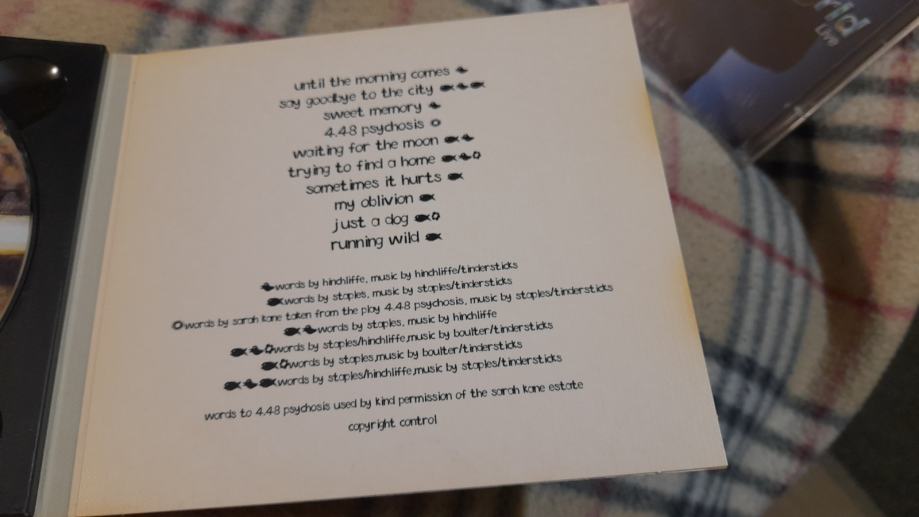 until the morning comes
say goodbye to the city
sweet memory
4.48 psychosis
waiting for the moon
trying to find a home
sometimes it hurts
my oblivion
just a dog
running wild
words by hinchliffe, music by hinchliffe/tindersticks
words by staples, music by staples/tindersticks
words by sarah kane taken from the play 4.48 psychosis, music by staples/tindersticks
words by staples, music by hinchliffe
words by staples/hinchliffe,music by boulter/tindersticks
words by staples,music by boulter/tindersticks
words by staples/hinchliffe,music by staples/tindersticks
words to 4.48 psychosis used by kind permission of the sarah kane estate
copyright control
Live